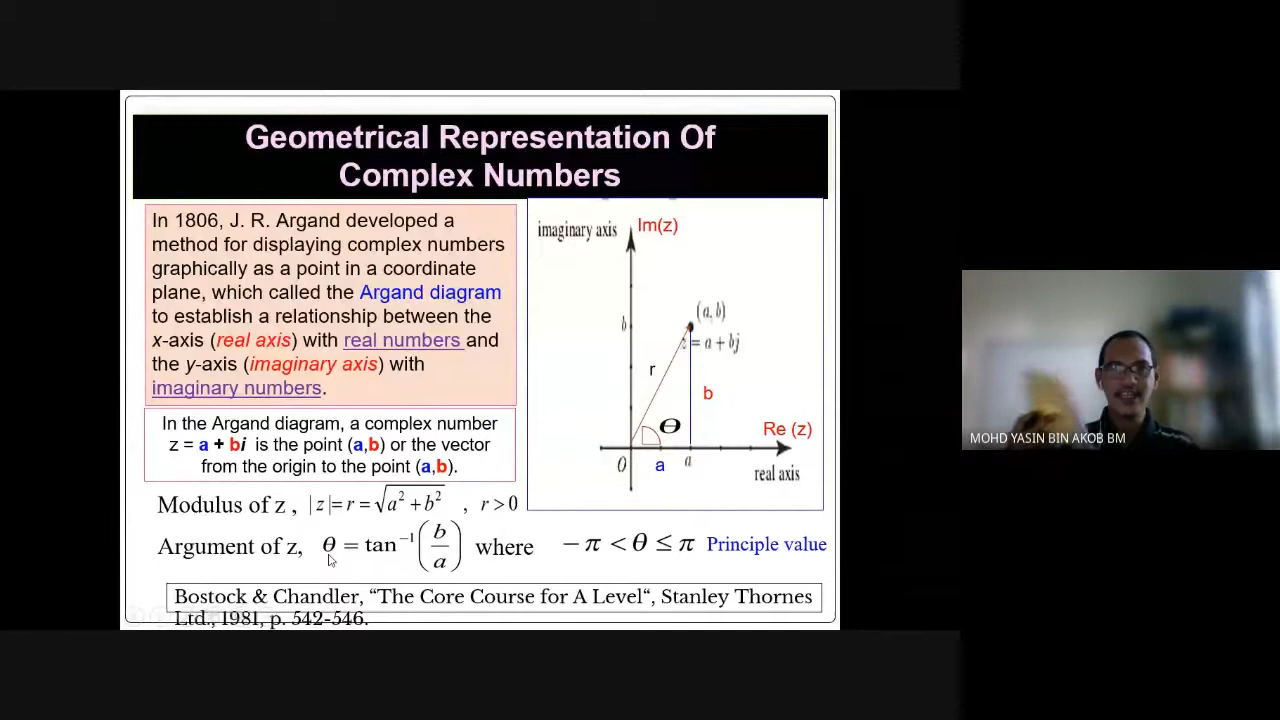 Geometrical Representation Of
Complex Numbers
In 1806, J. R. Argand developed a
method for displaying complex numbers
graphically as a point in a coordinate
plane, which called the Argand diagram
to establish a relationship between the
x-axis (real axis) with real numbers and
the y-axis (imaginary axis) with
imaginary numbers.
In the Argand diagram, a complex number
z = a + bi is the point (a,b) or the vector
from the origin to the point (a,b).
imaginary axis Im(z)
(a, b)
b
z = a + bj
r
b
Θ
Re (z)
O a a
real axis
Modulus of z , | z |= r = √(a² + b²) , r > 0
Argument of z, θ = tan⁻¹(b/a) where − π < θ ≤ π Principle value
Bostock & Chandler, “The Core Course for A Level“, Stanley Thornes
Ltd., 1981, p. 542-546.
MOHD YASIN BIN AKOB BM